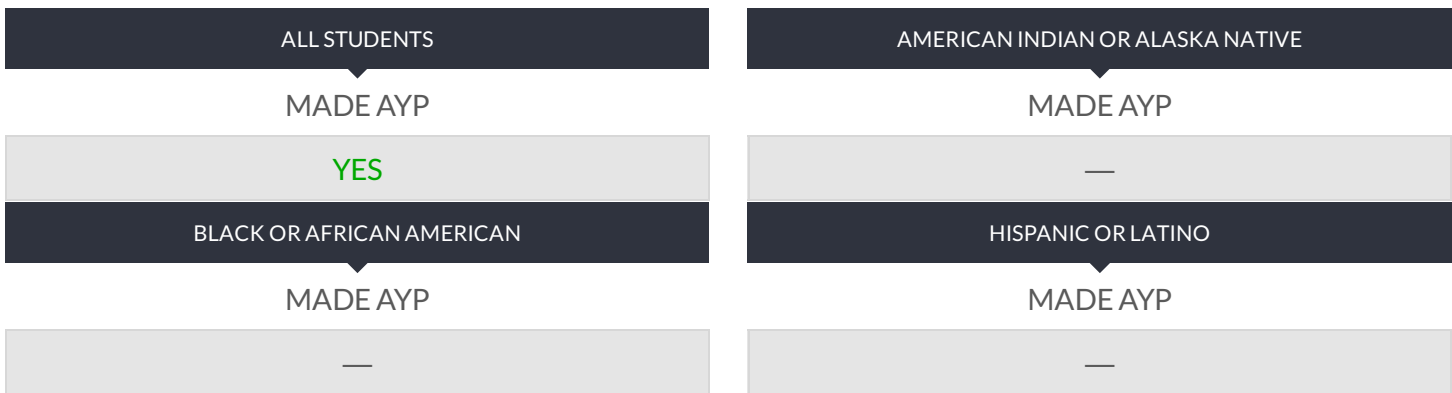 ALL STUDENTS
MADE AYP
YES
AMERICAN INDIAN OR ALASKA NATIVE
MADE AYP
—
BLACK OR AFRICAN AMERICAN
MADE AYP
—
HISPANIC OR LATINO
MADE AYP
—